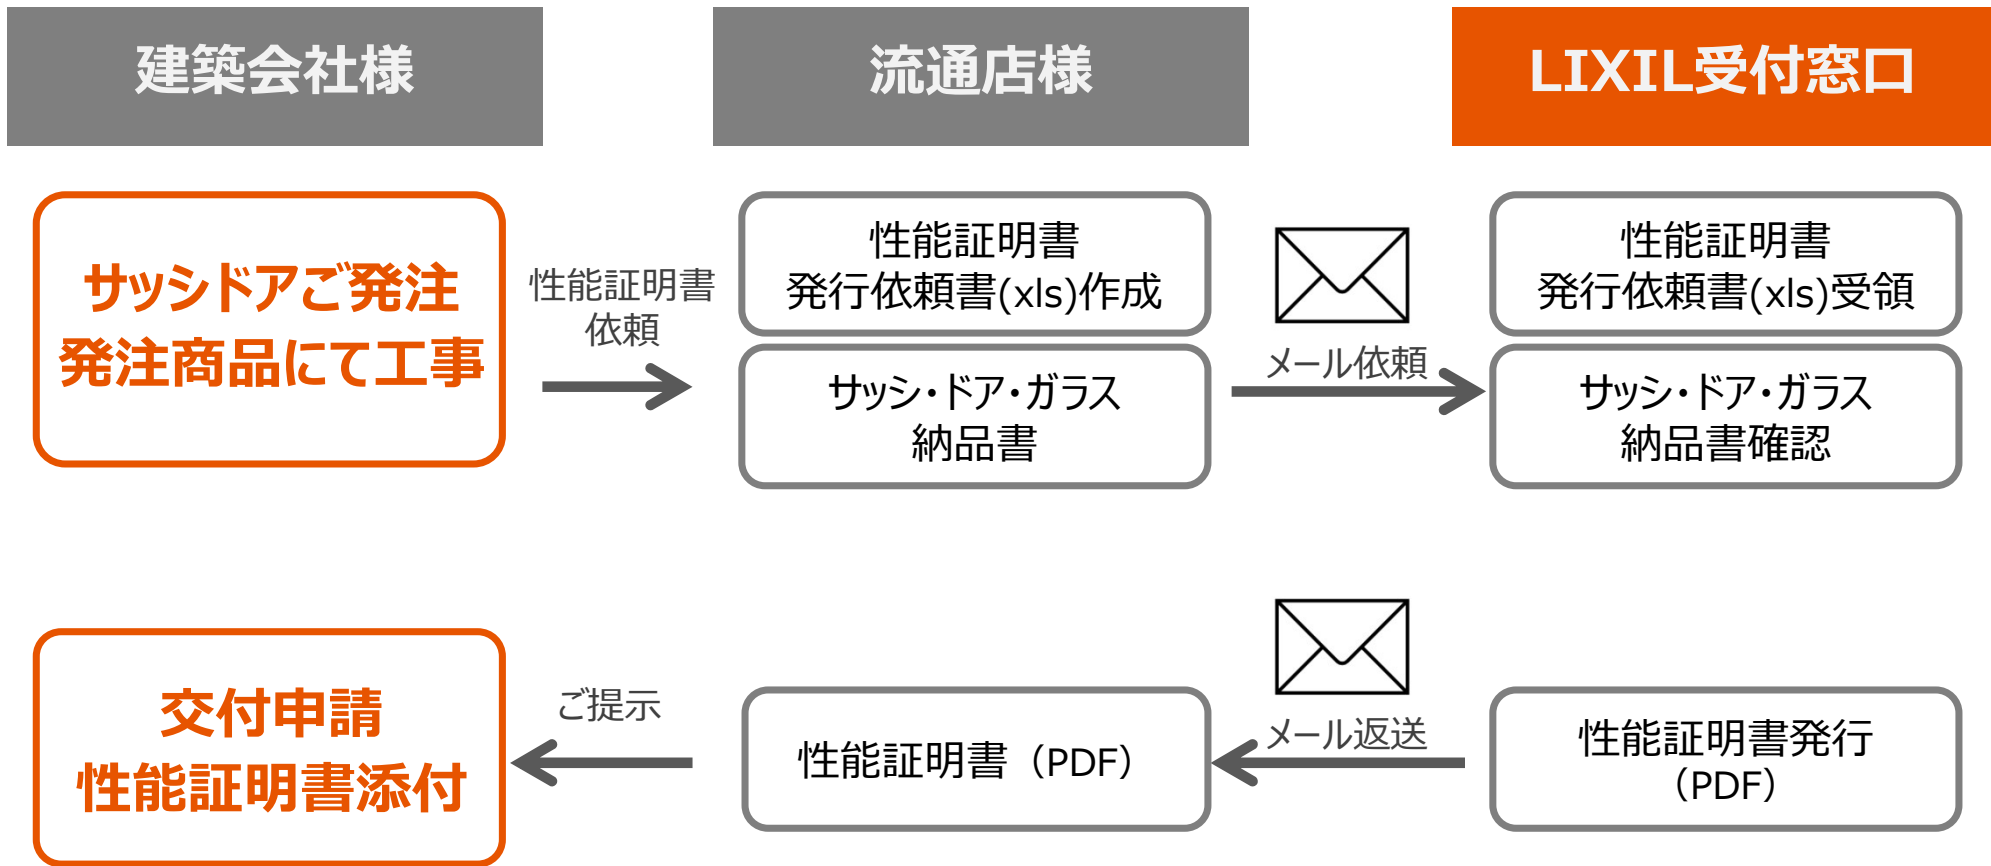 建築会社様
流通店様
LIXIL受付窓口
サッシドアご発注
発注商品にて工事
性能証明書
依頼
性能証明書
発行依頼書(xls)作成
サッシ・ドア・ガラス
納品書
メール依頼
性能証明書
発行依頼書(xls)受領
サッシ・ドア・ガラス
納品書確認
交付申請
性能証明書添付
ご提示
性能証明書（PDF）
メール返送
性能証明書発行
（PDF）